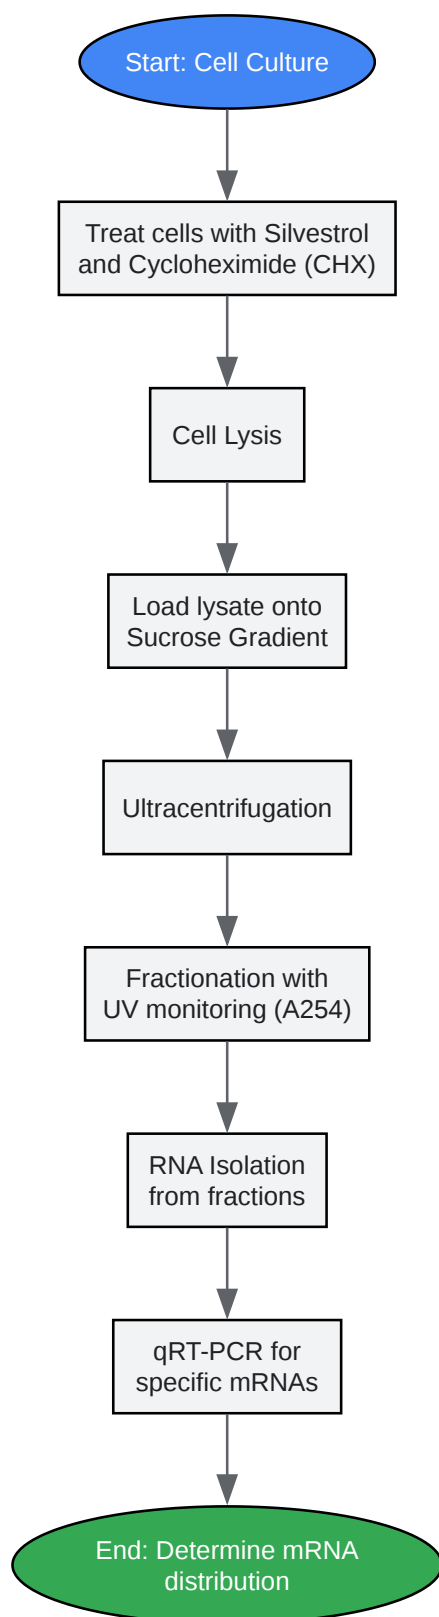 Start: Cell Culture
Treat cells with Silvestrol
and Cycloheximide (CHX)
Cell Lysis
Load lysate onto
Sucrose Gradient
Ultracentrifugation
Fractionation with
UV monitoring (A254)
RNA Isolation
from fractions
qRT-PCR for
specific mRNAs
End: Determine mRNA
distribution